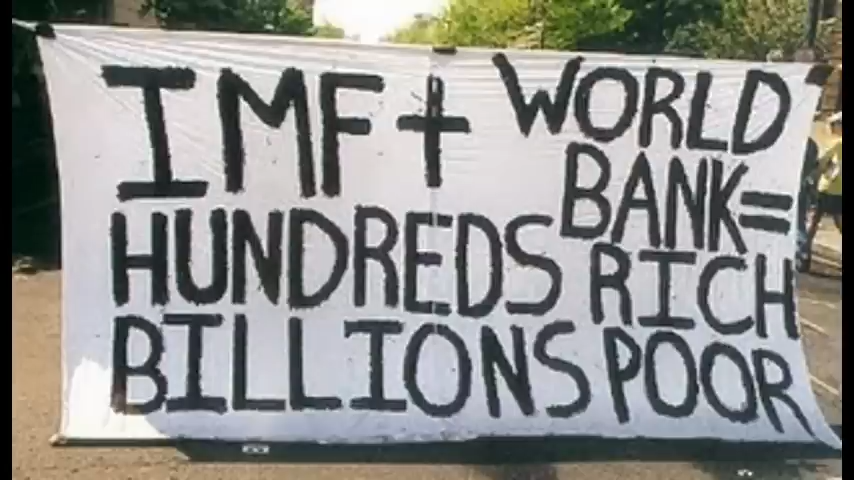 IMF + WORLD
BANK =
HUNDREDS RICH
BILLIONS POOR